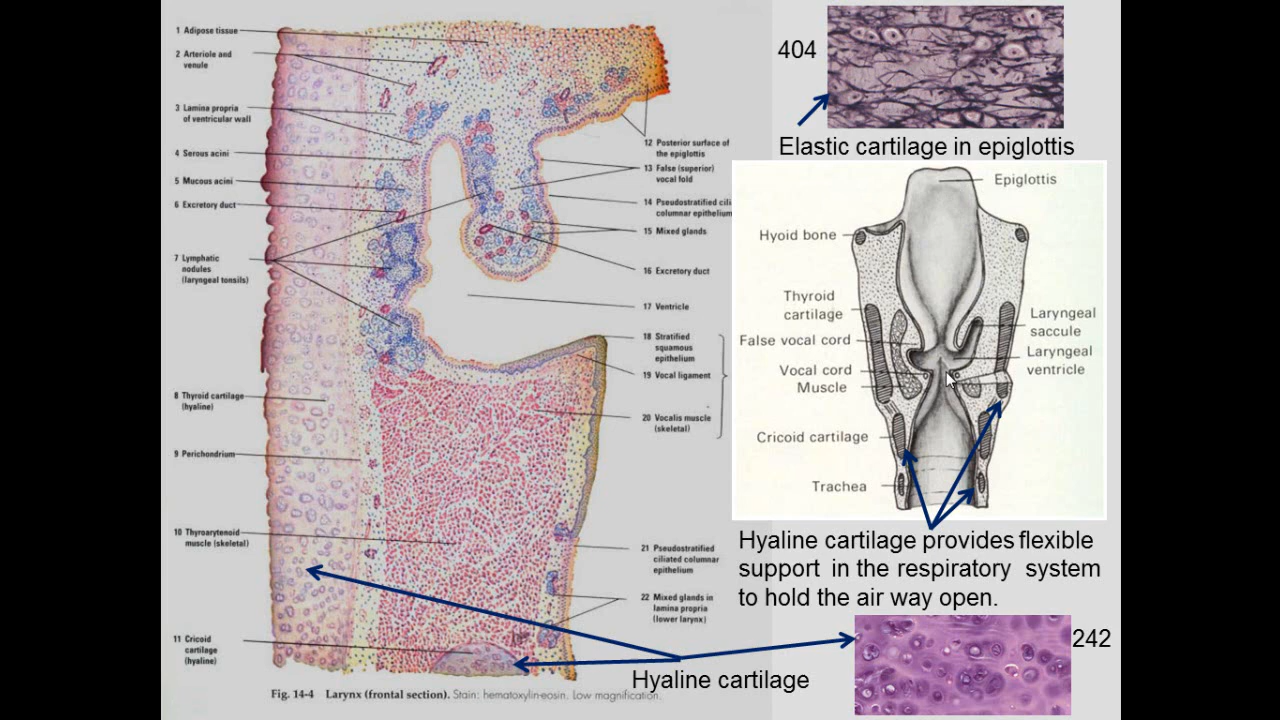 1 Adipose tissue
2 Arteriole and
venule
3 Lamina propria
of ventricular wall
4 Serous acini
5 Mucous acini
6 Excretory duct
7 Lymphatic
nodules
(laryngeal tonsils)
8 Thyroid cartilage
(hyaline)
9 Perichondrium
10 Thyroarytenoid
muscle (skeletal)
11 Cricoid
cartilage
(hyaline)
12 Posterior surface of
the epiglottis
13 False (superior)
vocal fold
14 Pseudostratified cili
columnar epithelium
15 Mixed glands
16 Excretory duct
17 Ventricle
18 Stratified
squamous
epithelium
19 Vocal ligament
20 Vocalis muscle
(skeletal)
21 Pseudostratified
ciliated columnar
epithelium
22 Mixed glands in
lamina propria
(lower larynx)
Fig. 14-4 Larynx (frontal section). Stain: hematoxylin-eosin. Low magnification.
404
Elastic cartilage in epiglottis
Epiglottis
Hyoid bone
Thyroid
cartilage
False vocal cord
Vocal cord
Muscle
Cricoid cartilage
Trachea
Laryngeal
saccule
Laryngeal
ventricle
Hyaline cartilage provides flexible
support in the respiratory system
to hold the air way open.
242
Hyaline cartilage